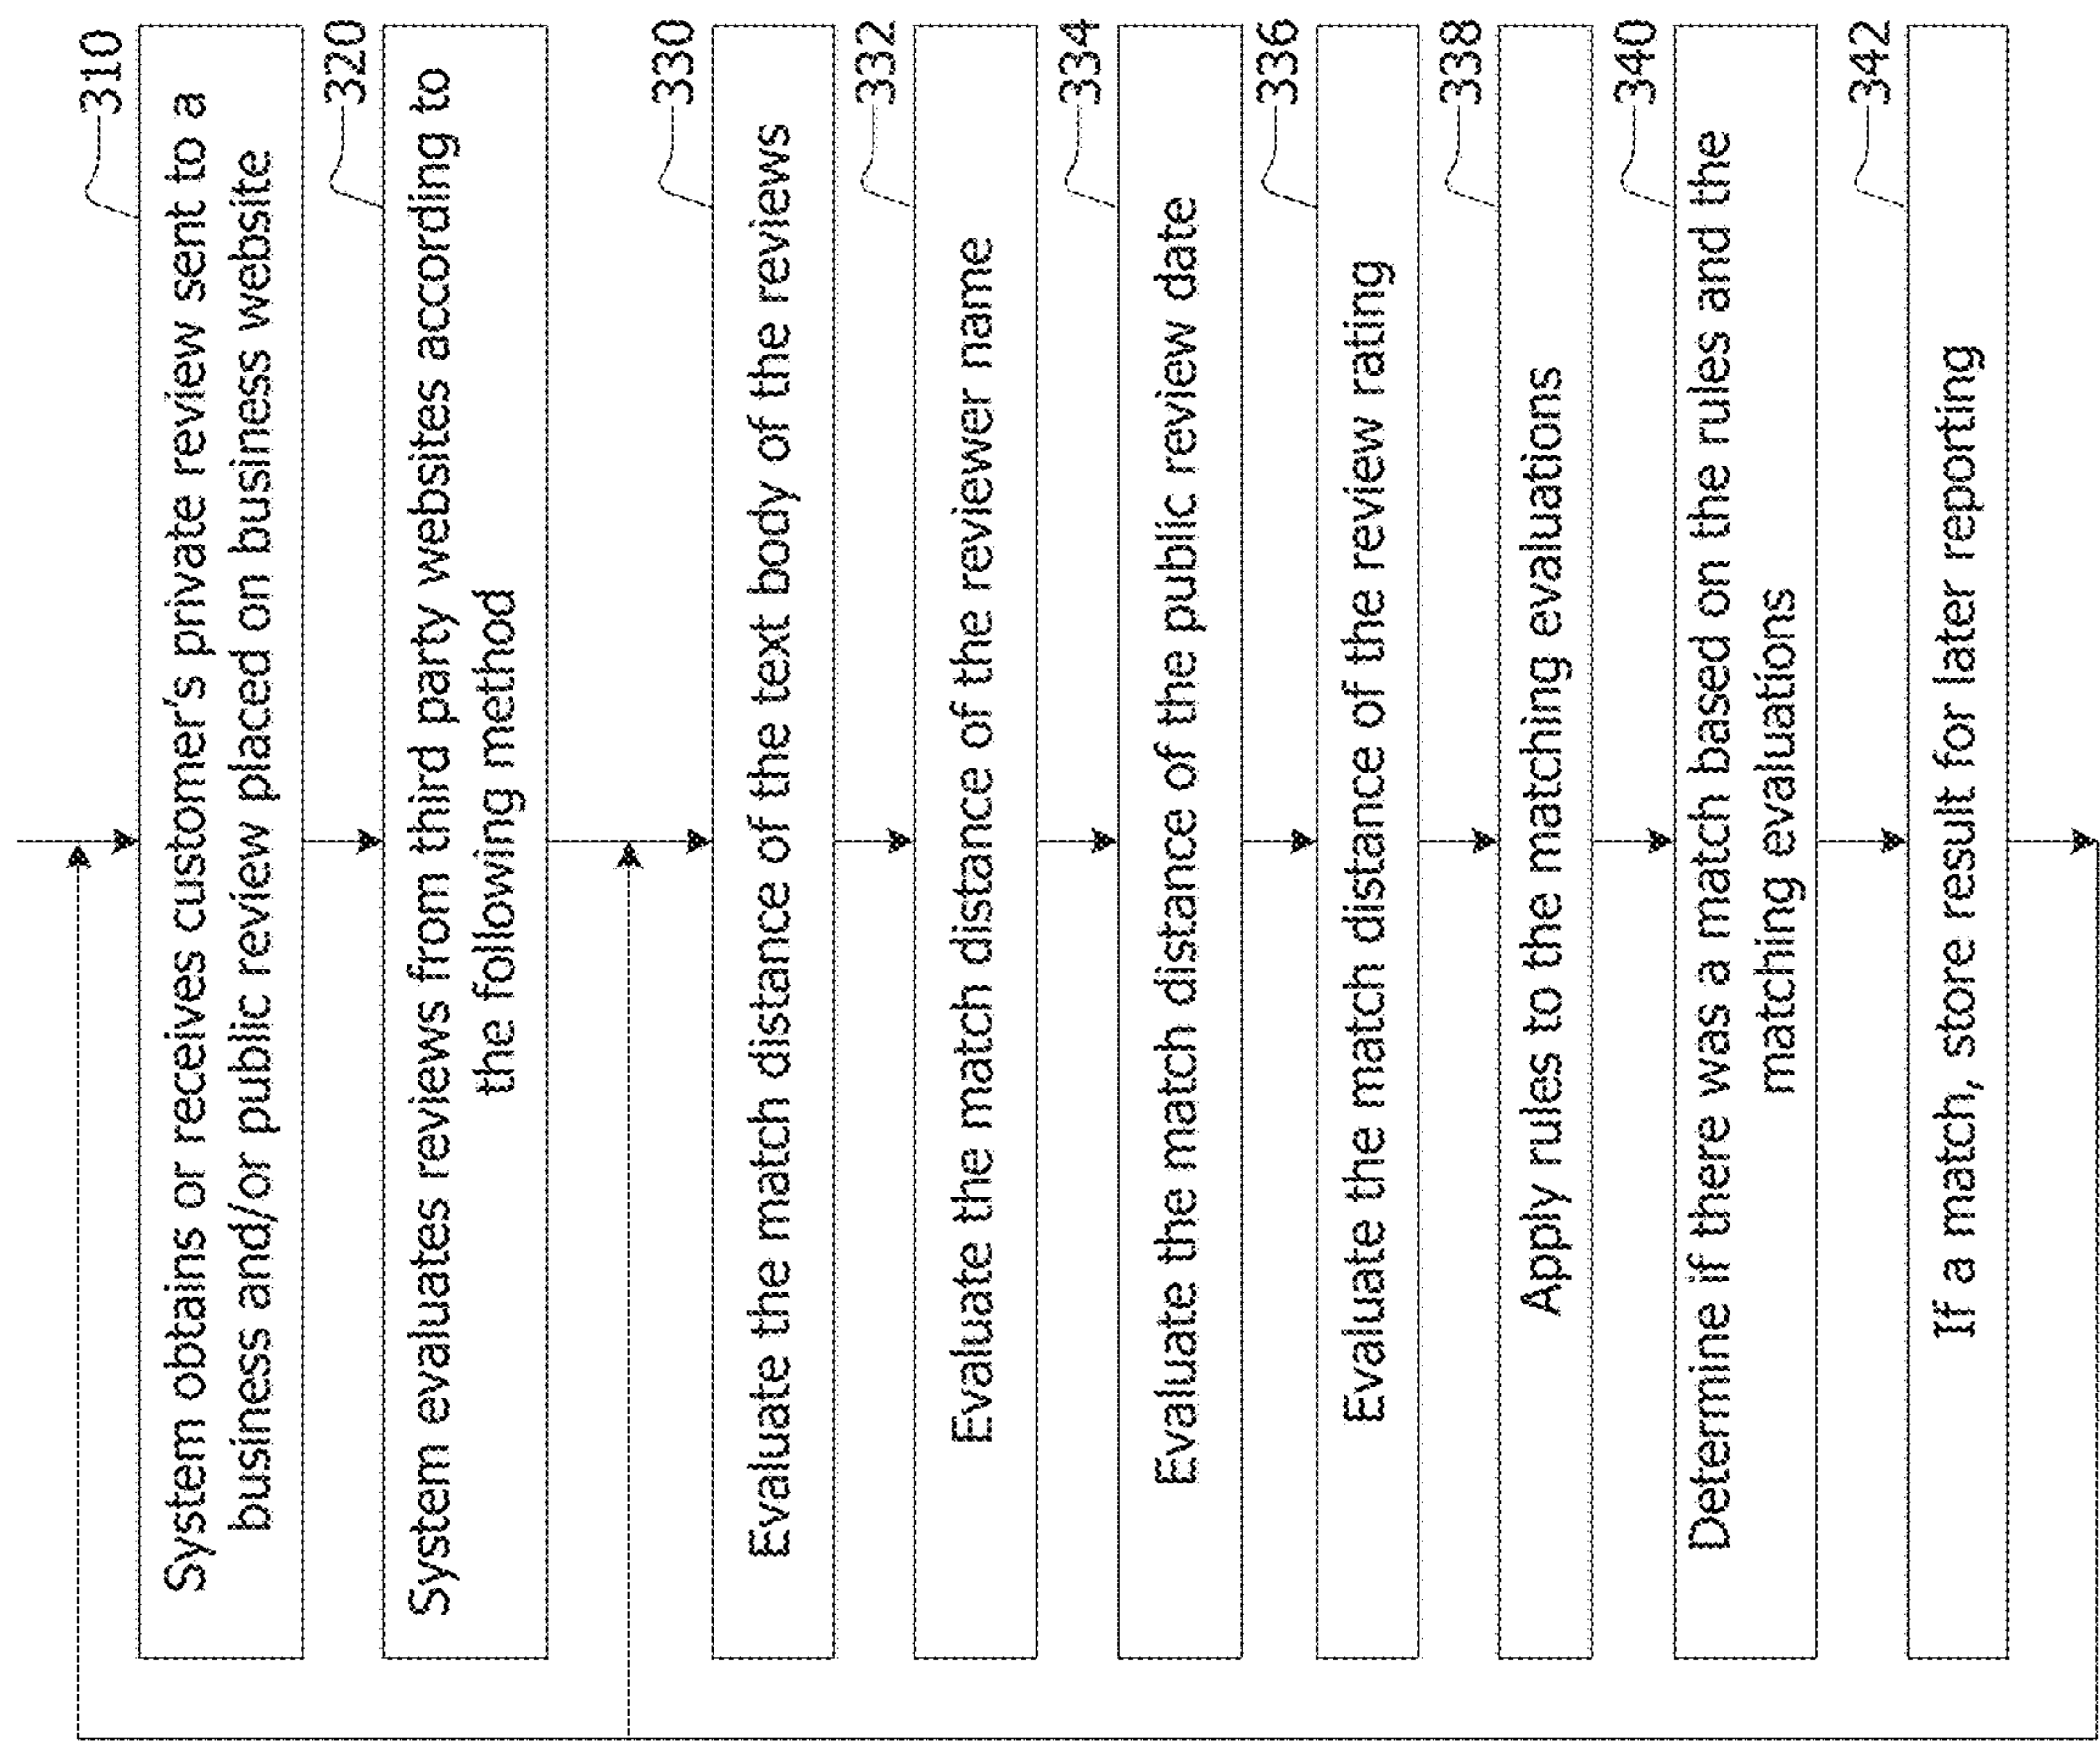 310
System obtains or receives customer's private review sent to a
business and/or public review placed on business website
320
System evaluates reviews from third party websites according to
the following method
330
Evaluate the match distance of the text body of the reviews
332
Evaluate the match distance of the reviewer name
334
Evaluate the match distance of the public review date
336
Evaluate the match distance of the review rating
338
Apply rules to the matching evaluations
340
Determine if there was a match based on the rules and the
matching evaluations
342
If a match, store result for later reporting